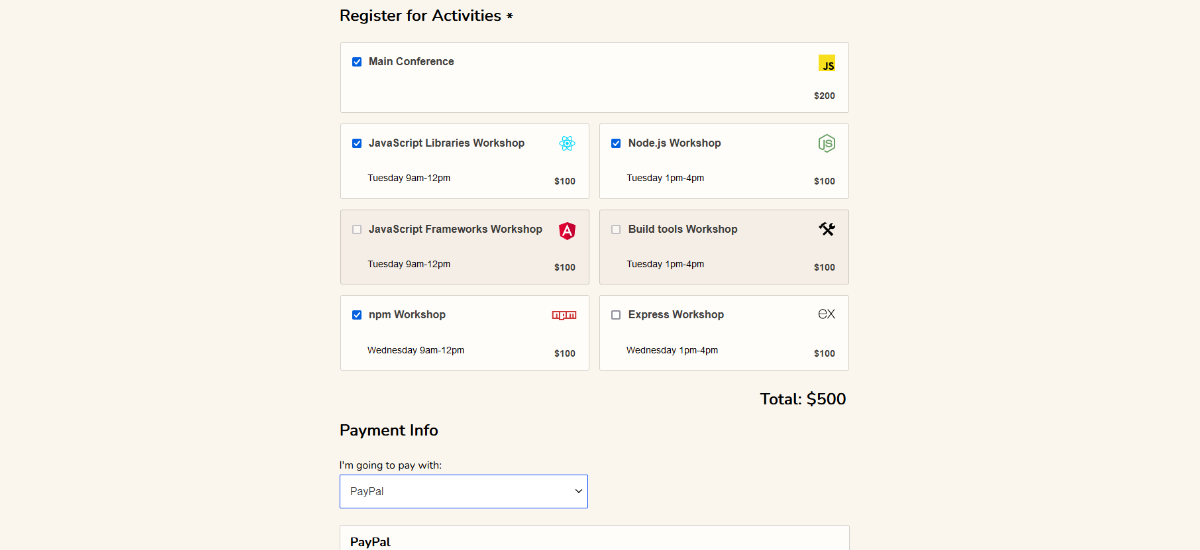 Register for Activities *
Main Conference
JS
$200
JavaScript Libraries Workshop
Tuesday 9am-12pm
$100
Node.js Workshop
JS
Tuesday 1pm-4pm
$100
JavaScript Frameworks Workshop
A
Tuesday 9am-12pm
$100
Build tools Workshop
Tuesday 1pm-4pm
$100
npm Workshop
npm
Wednesday 9am-12pm
$100
Express Workshop
ex
Wednesday 1pm-4pm
$100
Total: $500
Payment Info
I'm going to pay with:
PayPal
PayPal